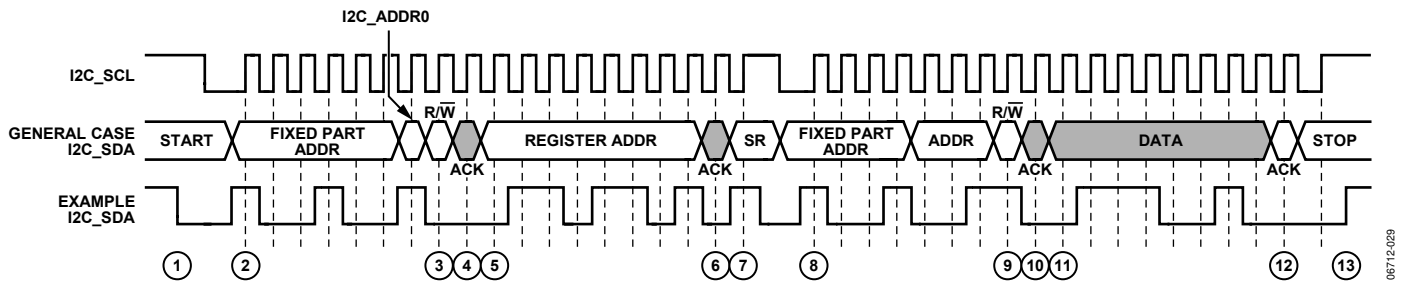 I2C_ADDR0
I2C_SCL
R/W̅
R/W̅
GENERAL CASE
I2C_SDA
START
FIXED PART
ADDR
REGISTER ADDR
SR
FIXED PART
ADDR
ADDR
DATA
STOP
ACK
ACK
ACK
ACK
EXAMPLE
I2C_SDA
1 2 3 4 5 6 7 8 9 10 11 12 13
06712-029